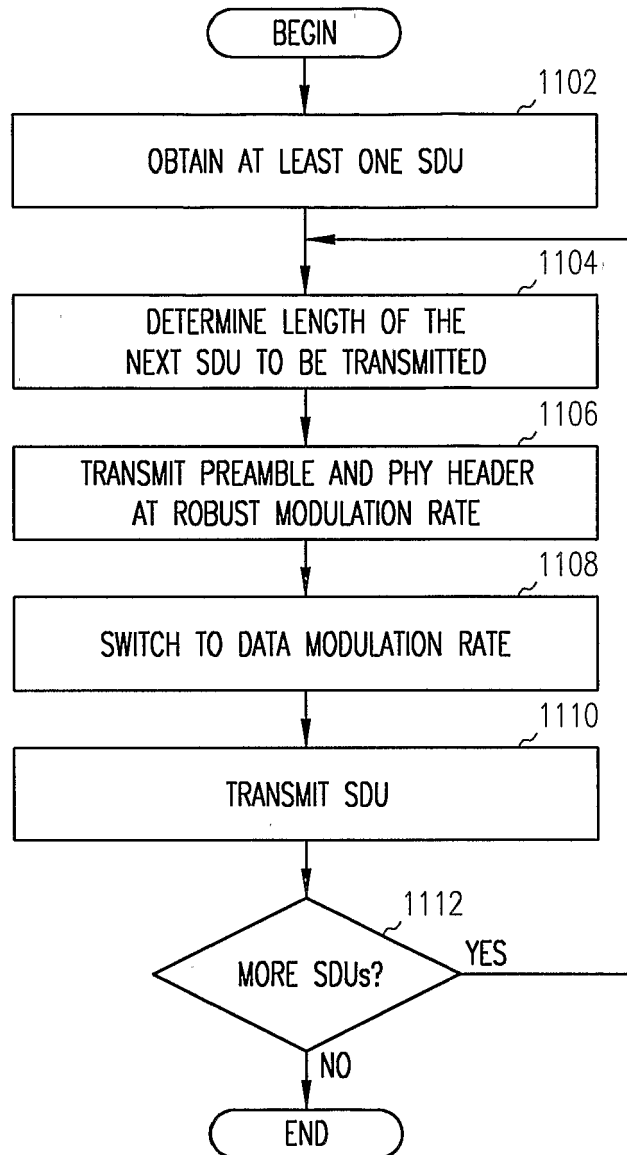 BEGIN
1102
OBTAIN AT LEAST ONE SDU
1104
DETERMINE LENGTH OF THE
NEXT SDU TO BE TRANSMITTED
1106
TRANSMIT PREAMBLE AND PHY HEADER
AT ROBUST MODULATION RATE
1108
SWITCH TO DATA MODULATION RATE
1110
TRANSMIT SDU
1112
MORE SDUs?
YES
NO
END